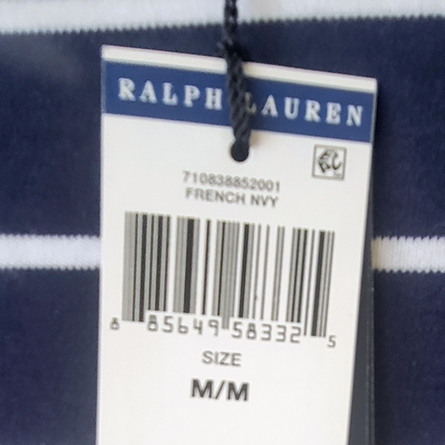 RALPH LAUREN
710838852001
FRENCH NVY
8 85649 58332 5
SIZE
M/M